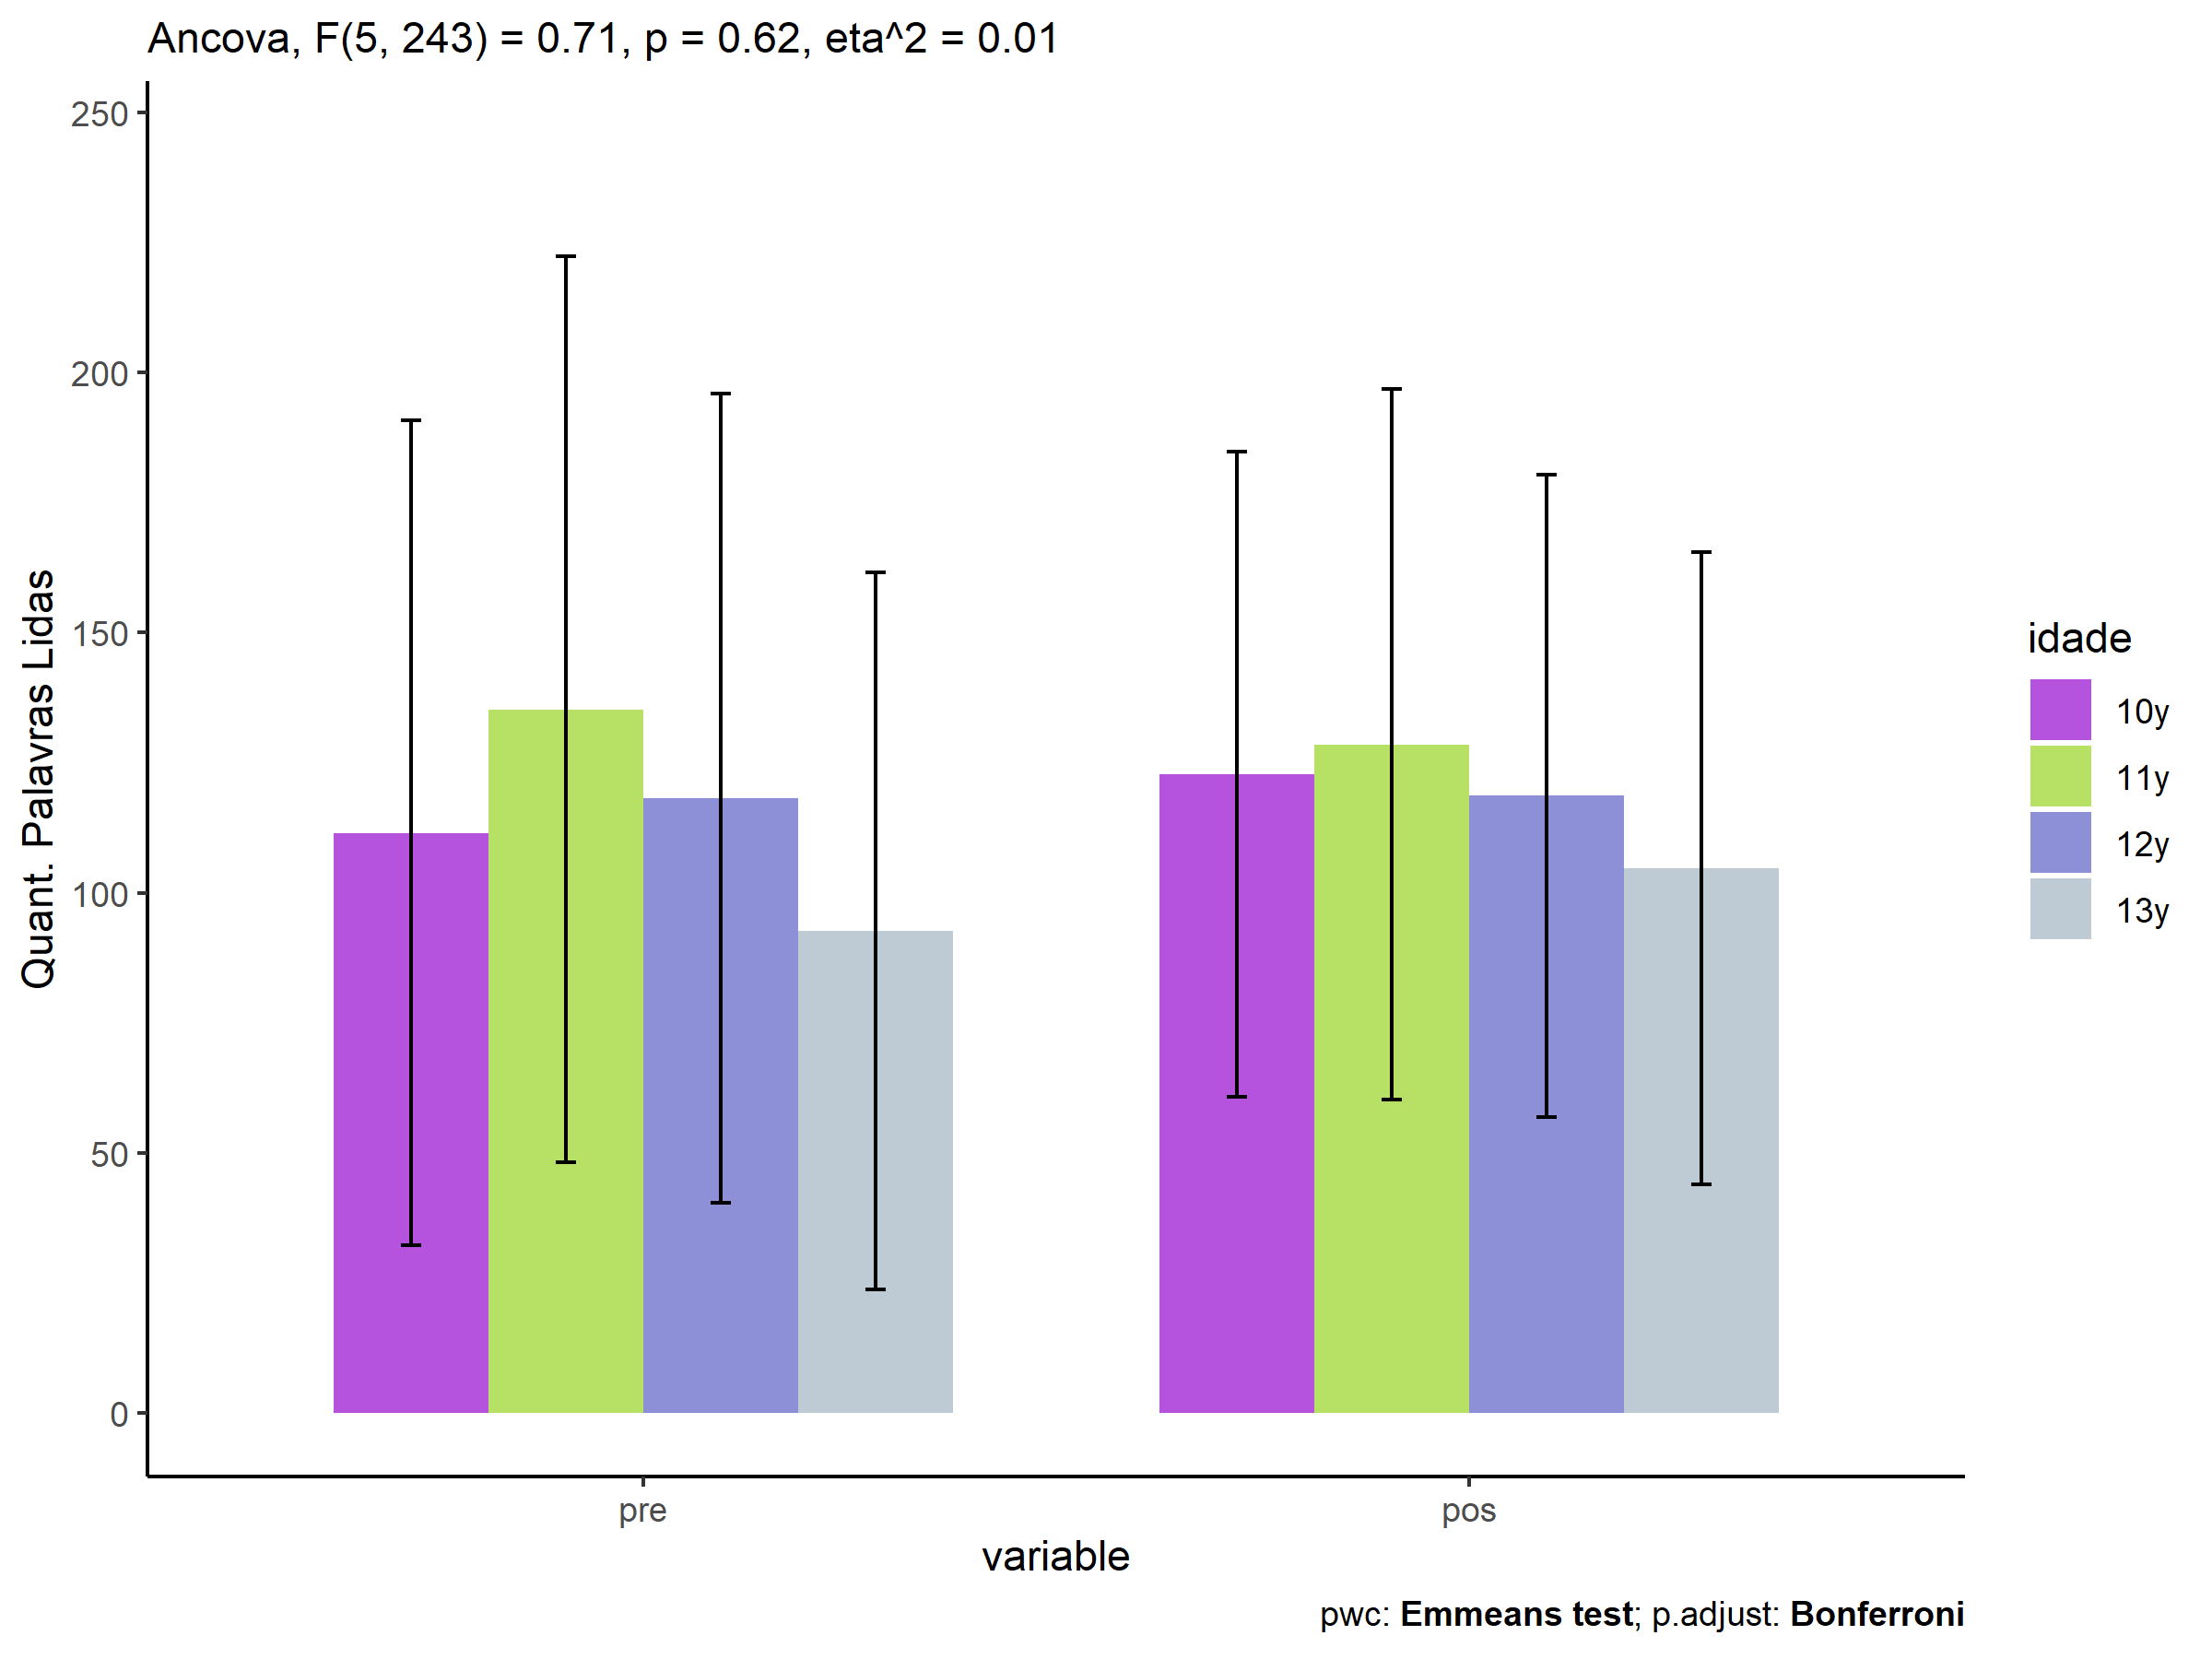 Ancova, F(5, 243) = 0.71, p = 0.62, eta^2 = 0.01
Quant. Palavras Lidas
250
200
150
100
50
0
pre
pos
variable
idade
10y
11y
12y
13y
pwc: Emmeans test; p.adjust: Bonferroni